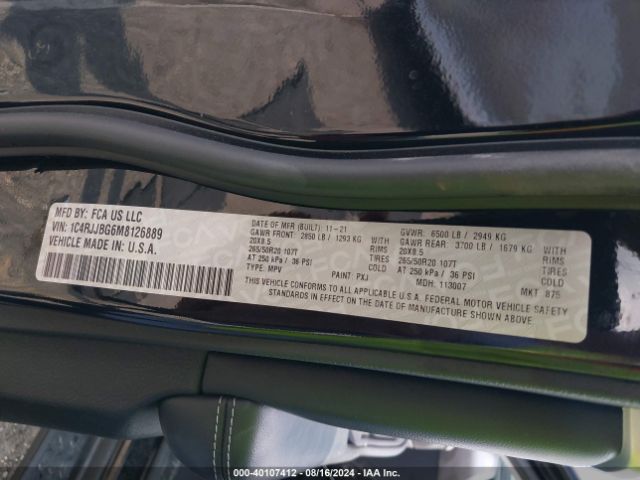 MFD BY: FCA US LLC
VIN: 1C4RJJBG6M8126889
VEHICLE MADE IN U.S.A.
DATE OF MFR (BUILT): 11-21
GAWR FRONT: 2850 LB / 1293 KG WITH
20X8.5 RIMS
265/50R20 107T TIRES
AT 250 kPa / 36 PSI COLD
TYPE: MPV PAINT: PXJ
GVWR: 6500 LB / 2949 KG
GAWR REAR: 3700 LB / 1679 KG WITH
20X8.5 RIMS
265/50R20 107T TIRES
AT 250 kPa / 36 PSI COLD
MDH: 113007 MKT 875
THIS VEHICLE CONFORMS TO ALL APPLICABLE U.S.A. FEDERAL MOTOR VEHICLE SAFETY
STANDARDS IN EFFECT ON THE DATE OF MANUFACTURE SHOWN ABOVE.
000-40107412 - 08/16/2024 - IAA Inc.